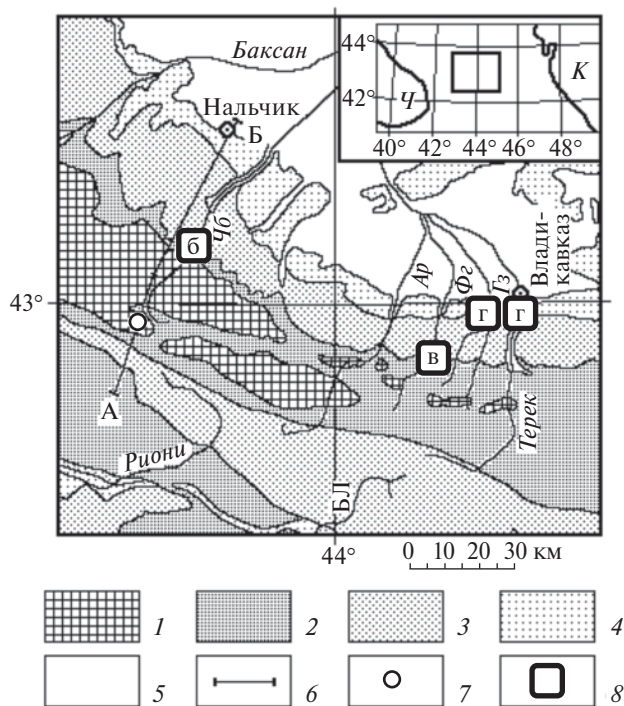 Баксан
44°
42°
Ч
К
40° 42° 44° 46° 48°
Нальчик
Б
Чб
б
Ар
Фг
Гз
Влади-
кавказ
43°
г
г
в
А
Риони
Терек
БЛ
44°
0 10 20 30 км
1 2 3 4
5 6 7 8